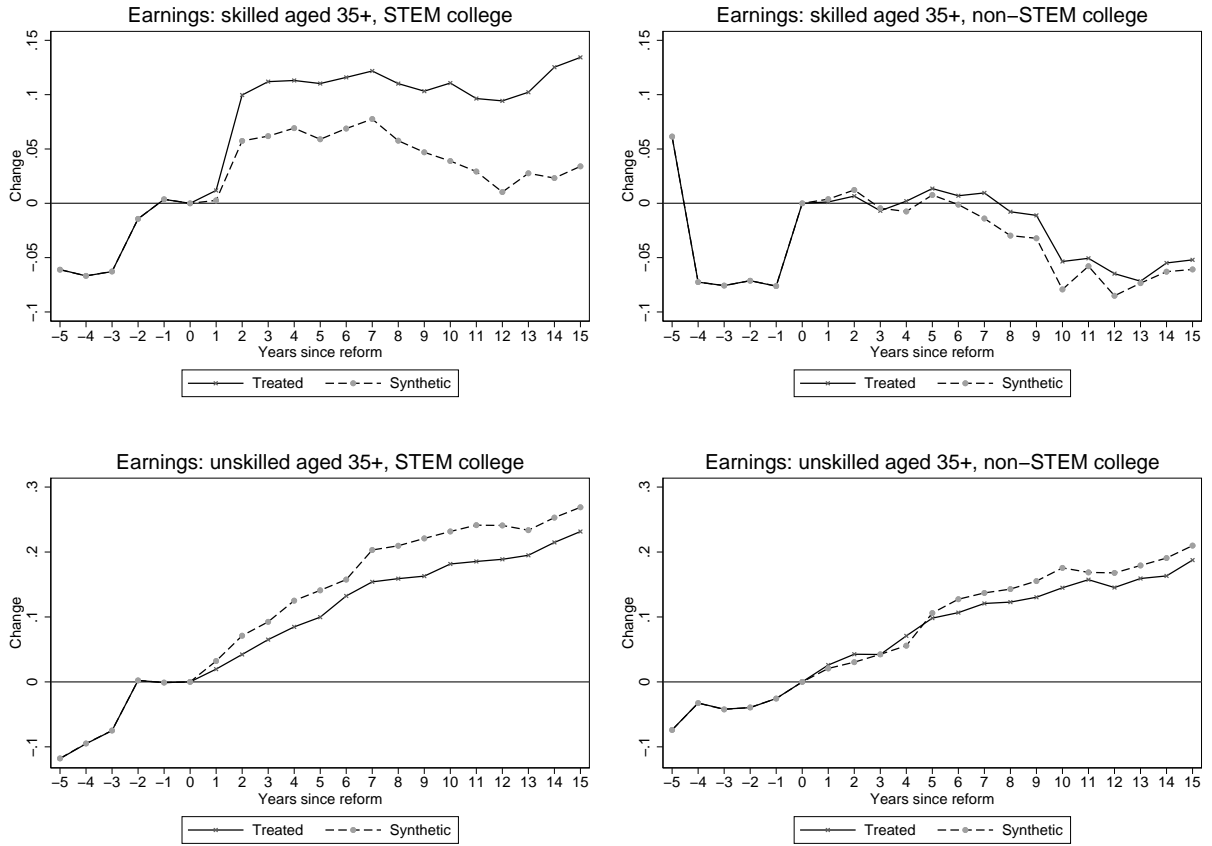 Earnings: skilled aged 35+, STEM college
.15
.1
.05
0
−.05
−.1
Change
−5 −4 −3 −2 −1 0 1 2 3 4 5 6 7 8 9 10 11 12 13 14 15
Years since reform
Treated Synthetic
Earnings: skilled aged 35+, non−STEM college
.15
.1
.05
0
−.05
−.1
Change
−5 −4 −3 −2 −1 0 1 2 3 4 5 6 7 8 9 10 11 12 13 14 15
Years since reform
Treated Synthetic
Earnings: unskilled aged 35+, STEM college
.3
.2
.1
0
−.1
Change
−5 −4 −3 −2 −1 0 1 2 3 4 5 6 7 8 9 10 11 12 13 14 15
Years since reform
Treated Synthetic
Earnings: unskilled aged 35+, non−STEM college
.3
.2
.1
0
−.1
Change
−5 −4 −3 −2 −1 0 1 2 3 4 5 6 7 8 9 10 11 12 13 14 15
Years since reform
Treated Synthetic